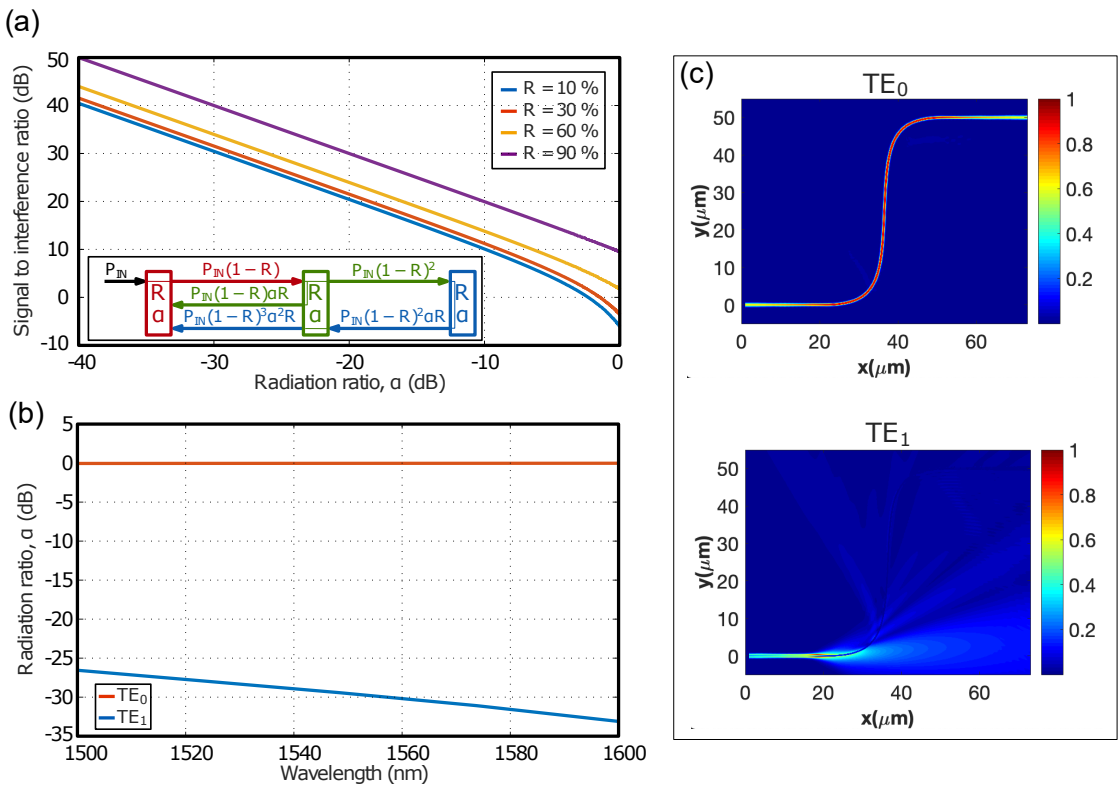 (a)
Signal to interference ratio (dB)
50
40
30
20
10
0
-10
-40
-30
-20
-10
0
Radiation ratio, ɑ (dB)
R = 10 %
R = 30 %
R = 60 %
R = 90 %
P_IN
P_IN(1 − R)
P_IN(1 − R)²
P_IN(1 − R)ɑR
P_IN(1 − R)³ɑ²R
P_IN(1 − R)²ɑR
R
ɑ
R
ɑ
R
ɑ
(b)
Radiation ratio, ɑ (dB)
5
0
-5
-10
-15
-20
-25
-30
-35
1500
1520
1540
1560
1580
1600
Wavelength (nm)
TE₀
TE₁
(c)
TE₀
y(μm)
50
40
30
20
10
0
0
20
40
60
x(μm)
1
0.8
0.6
0.4
0.2
TE₁
y(μm)
50
40
30
20
10
0
0
20
40
60
x(μm)
1
0.8
0.6
0.4
0.2